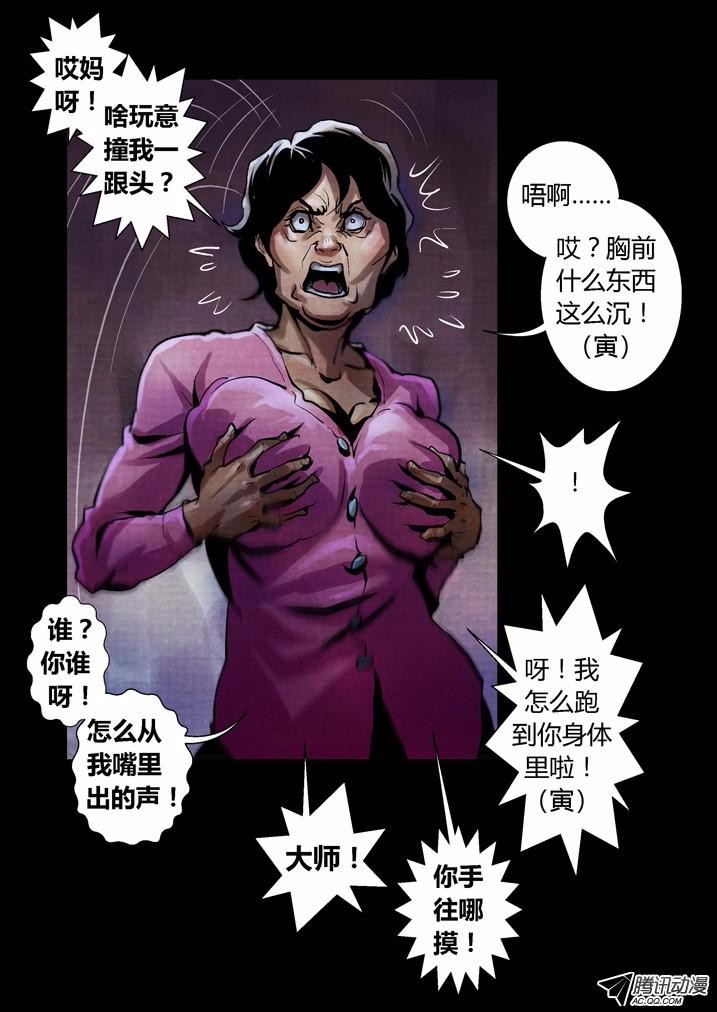 哎妈
呀！
啥玩意
撞我一
跟头？
唔啊……
哎？胸前
什么东西
这么沉！
（寅）
！
谁？
你谁
呀！
怎么从
我嘴里
出的声！
呀！我
怎么跑
到你身体
里啦！
（寅）
大师！
你手
往哪
摸！
腾讯动漫
AC.QQ.COM